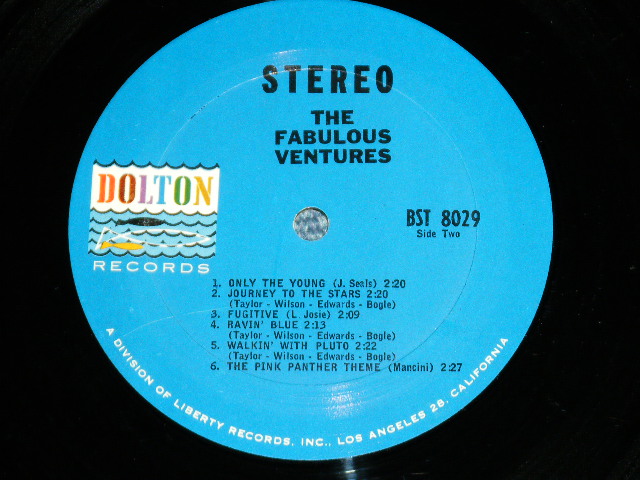 STEREO
THE
FABULOUS
VENTURES
DOLTON
RECORDS
BST 8029
Side Two
1. ONLY THE YOUNG (J. Seals) 2:20
2. JOURNEY TO THE STARS 2:20
(Taylor - Wilson - Edwards - Bogle)
3. FUGITIVE (L. Josie) 2:09
4. RAVIN' BLUE 2:13
(Taylor - Wilson - Edwards - Bogle)
5. WALKIN' WITH PLUTO 2:22
(Taylor - Wilson - Edwards - Bogle)
6. THE PINK PANTHER THEME (Mancini) 2:27
A DIVISION OF LIBERTY RECORDS, INC., LOS ANGELES 28, CALIFORNIA